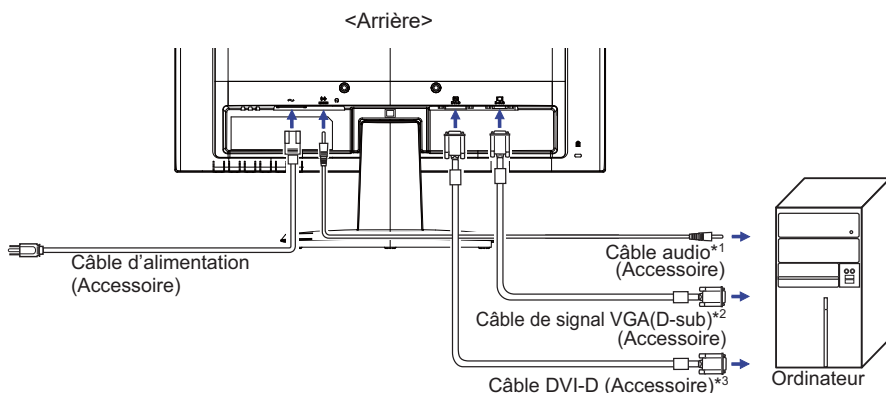 <Arrière>
Câble d’alimentation
(Accessoire)
Câble audio*1
(Accessoire)
Câble de signal VGA(D-sub)*2
(Accessoire)
Câble DVI-D (Accessoire)*3
Ordinateur